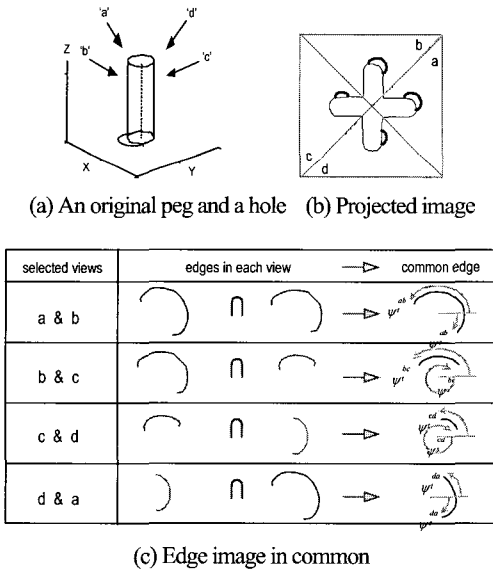 'a'
'd'
Z
'b'
'c'
X
Y
b
a
c
d
(a) An original peg and a hole
(b) Projected image
selected views
edges in each view
common edge
a & b
∩
b & c
∩
c & d
∩
d & a
∩
(c) Edge image in common